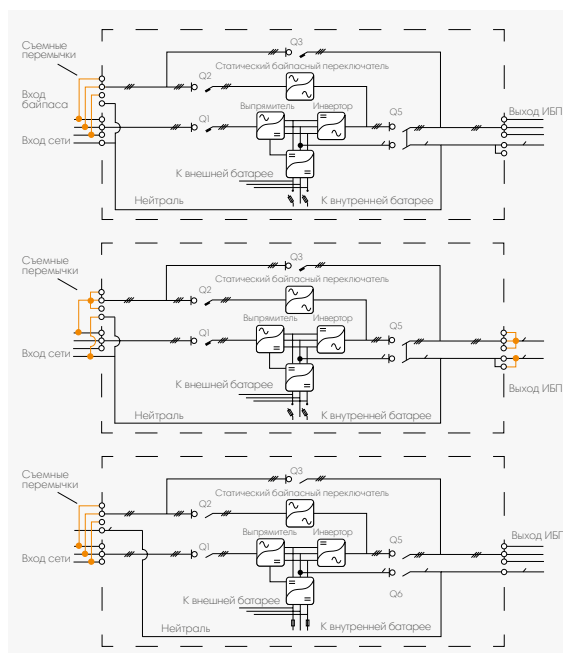 Съемные
перемычки
Q3
Статический байпасный переключатель
Q2
Вход
байпаса
Выпрямитель
Инвертор
Q5
Выход ИБП
Q1
Вход сети
К внешней батарее
Нейтраль
К внутренней батарее
Съемные
перемычки
Q3
Статический байпасный переключатель
Q2
Выпрямитель
Инвертор
Q5
Q1
Вход сети
Выход ИБП
К внешней батарее
Нейтраль
К внутренней батарее
Съемные
перемычки
Q3
Статический байпасный переключатель
Q2
Выпрямитель
Инвертор
Q5
Выход ИБП
Q1
Вход сети
Q6
К внешней батарее
Нейтраль
К внутренней батарее